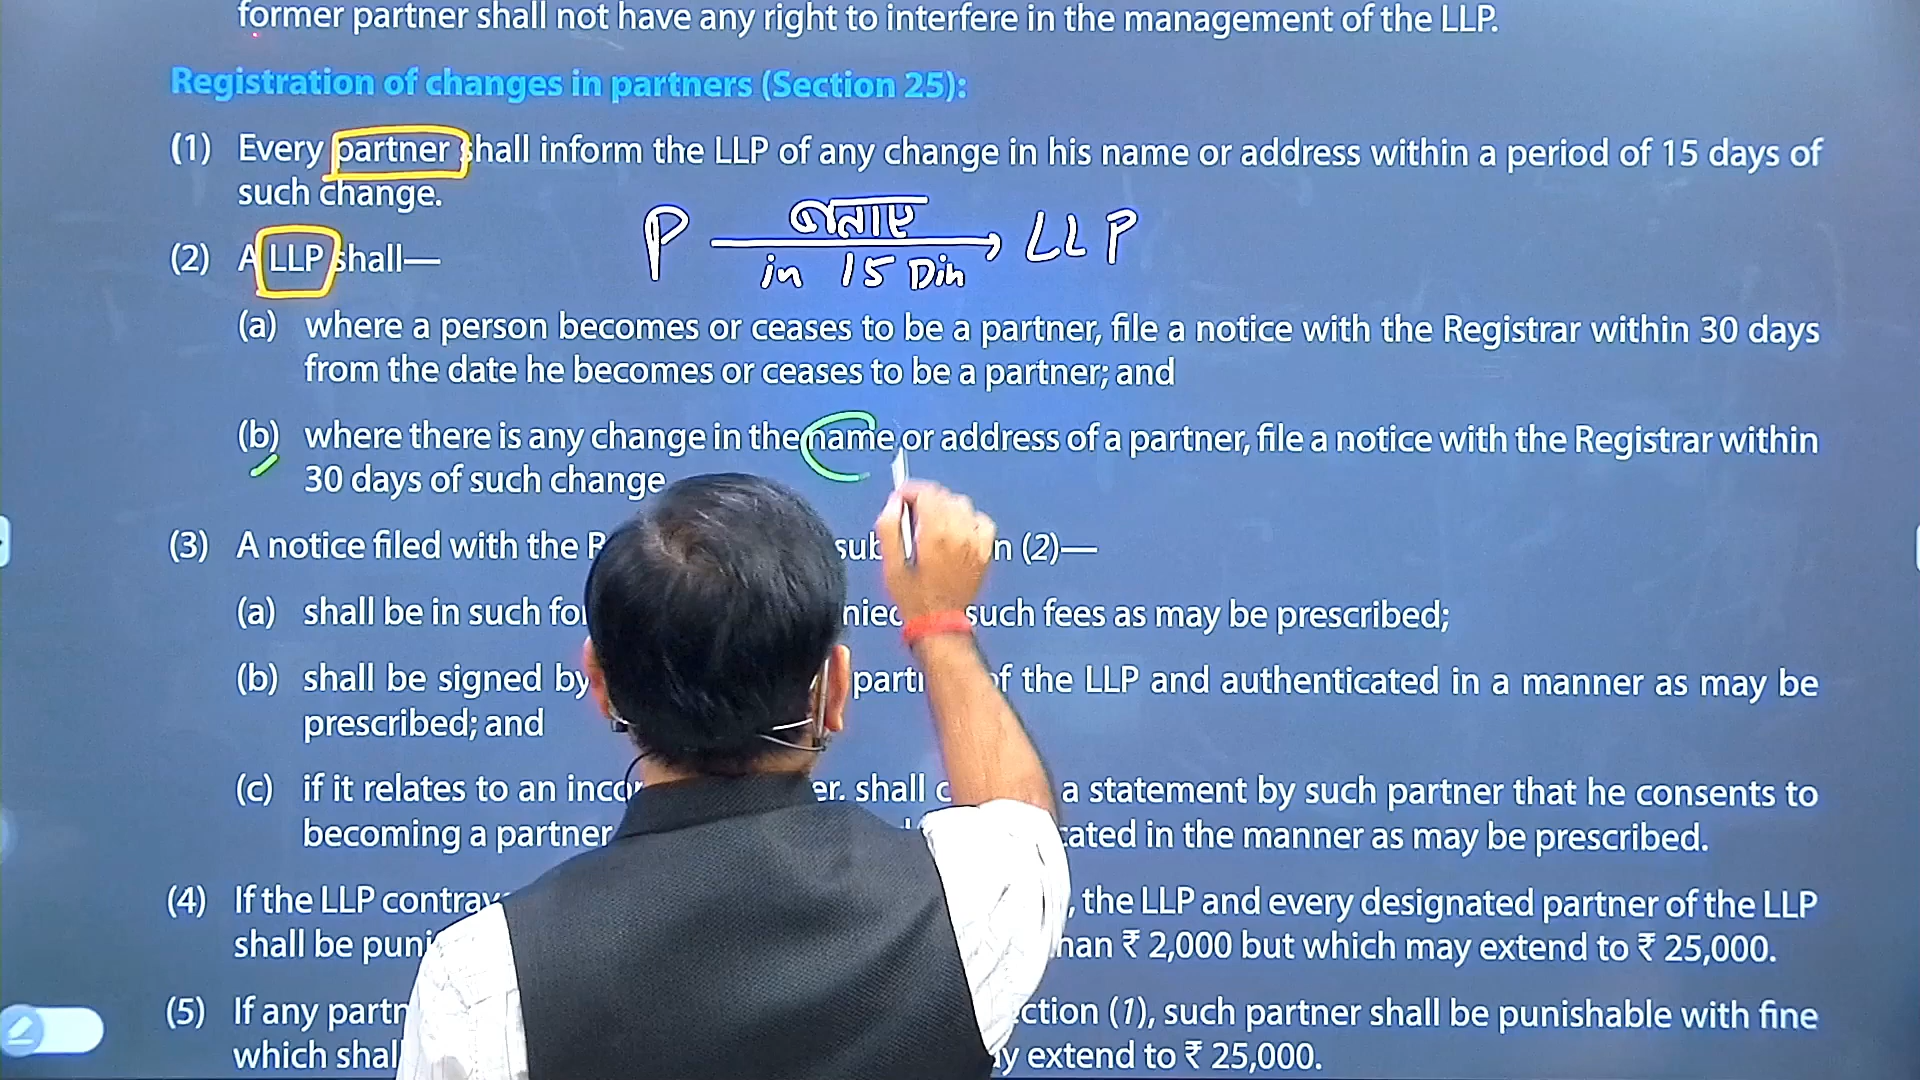 former partner shall not have any right to interfere in the management of the LLP.
Registration of changes in partners (Section 25):
(1) Every partner shall inform the LLP of any change in his name or address within a period of 15 days of
such change.
P बताए LLP
in 15 Din
(2) A LLP shall—
(a) where a person becomes or ceases to be a partner, file a notice with the Registrar within 30 days
from the date he becomes or ceases to be a partner; and
(b) where there is any change in the name or address of a partner, file a notice with the Registrar within
30 days of such change
(3) A notice filed with the (2)—
(a) shall be in such such fees as may be prescribed;
(b) shall be signed by of the LLP and authenticated in a manner as may be
prescribed; and
(c) if it relates to an shall a statement by such partner that he consents to
becoming a partner in the manner as may be prescribed.
(4) If the LLP , the LLP and every designated partner of the LLP
shall be ₹ 2,000 but which may extend to ₹ 25,000.
(5) If any (1), such partner shall be punishable with fine
which extend to ₹ 25,000.